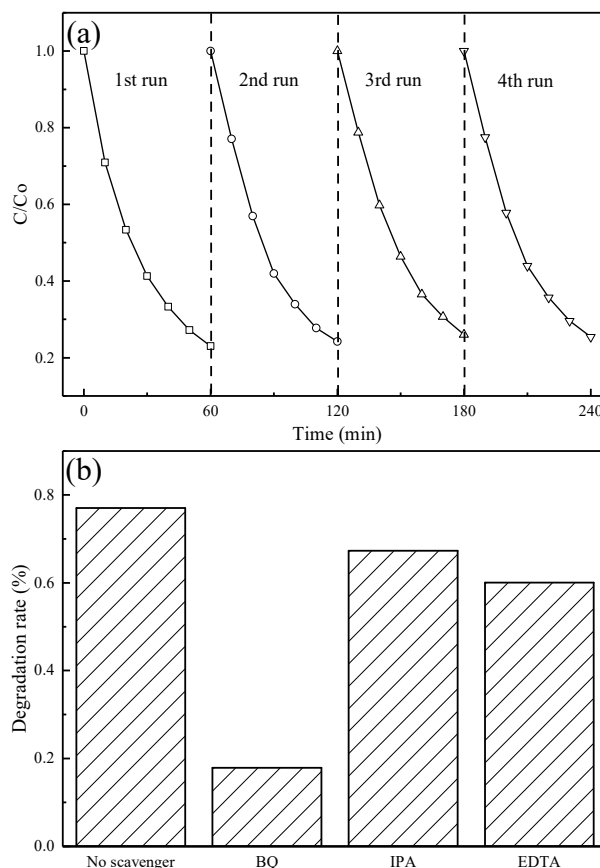 (a)
1st run 2nd run 3rd run 4th run
C/Co
1.0
0.8
0.6
0.4
0.2
0 60 120 180 240
Time (min)
(b)
Degradation rate (%)
0.8
0.6
0.4
0.2
0.0
No scavenger BQ IPA EDTA